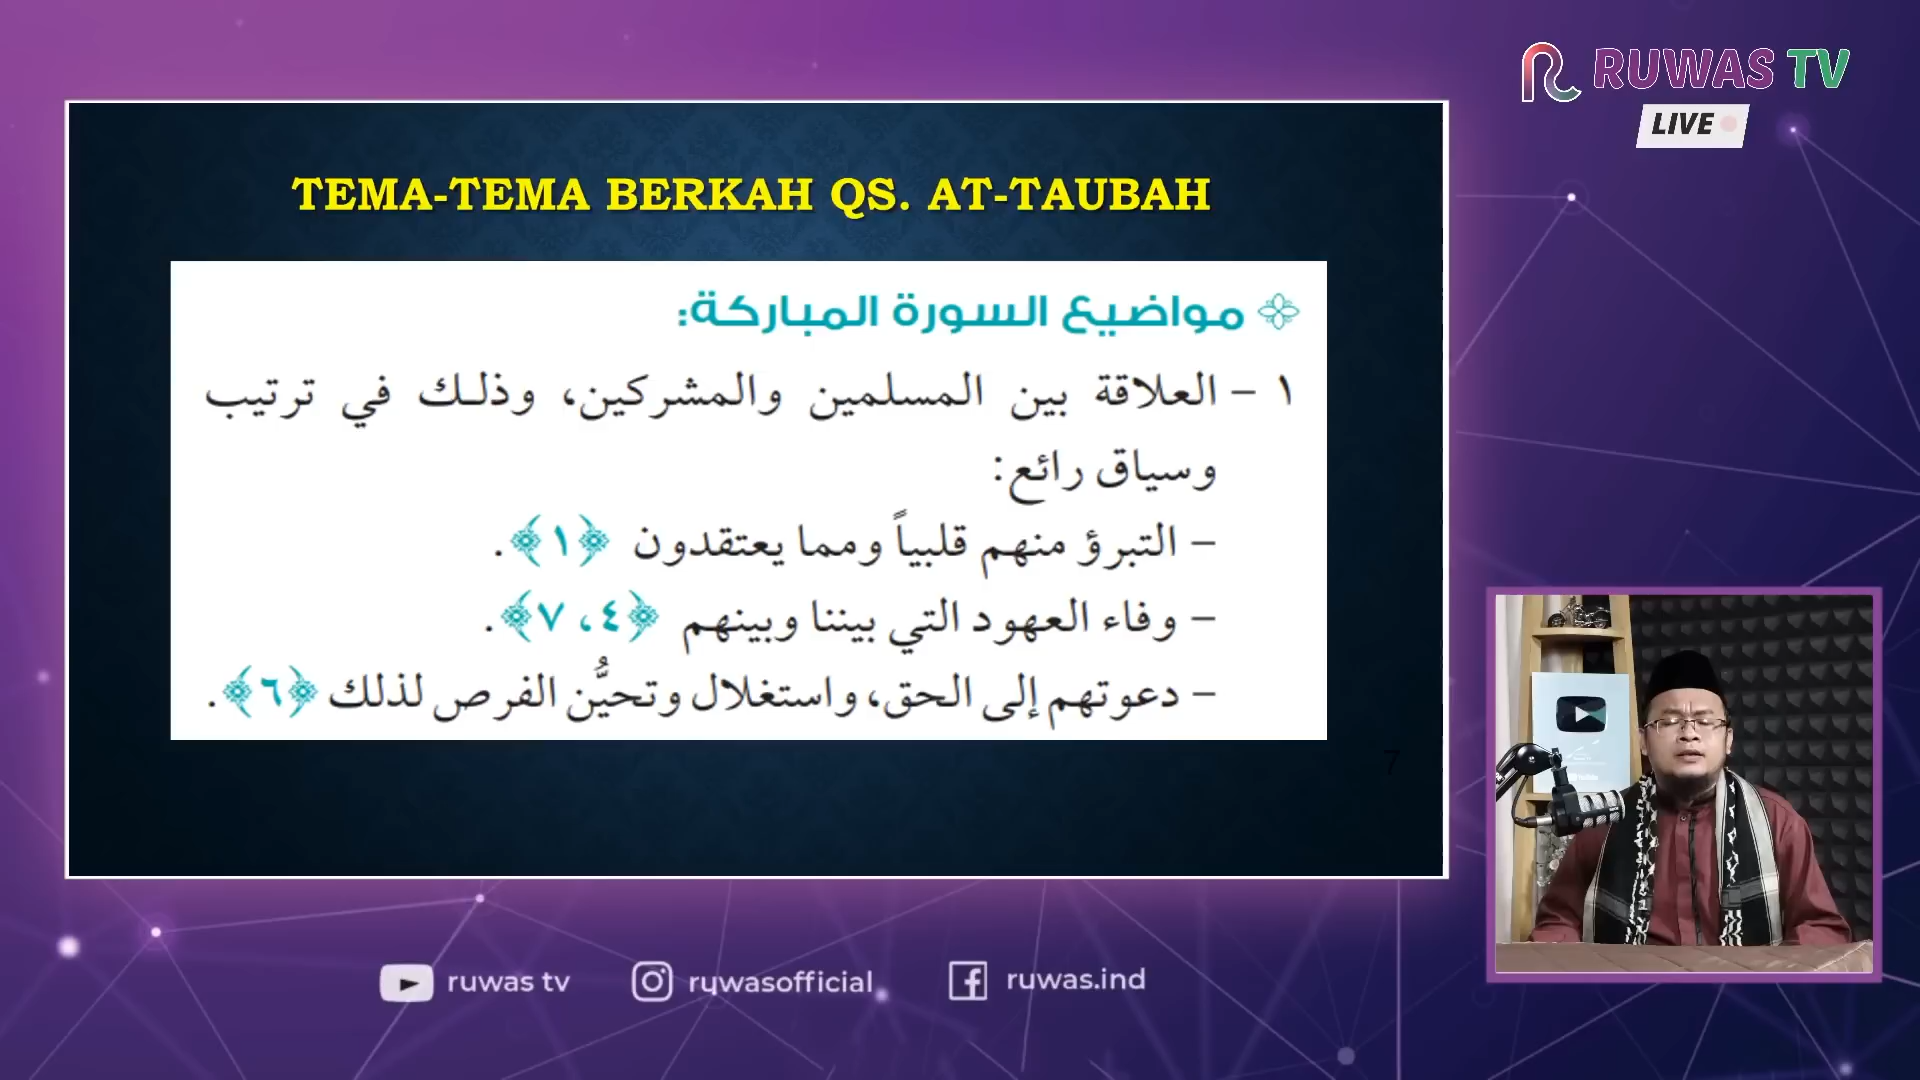 RUWAS TV
LIVE
TEMA-TEMA BERKAH QS. AT-TAUBAH
مواضيع السورة المباركة:
١ - العلاقة بين المسلمين والمشركين، وذلك في ترتيب
وسياق رائع:
- التبرؤ منهم قلبياً ومما يعتقدون ﴿١﴾.
- وفاء العهود التي بيننا وبينهم ﴿٤، ٧﴾.
- دعوتهم إلى الحق، واستغلال وتحيُّن الفرص لذلك ﴿٦﴾.
7
ruwas tv
ruwasofficial
ruwas.ind